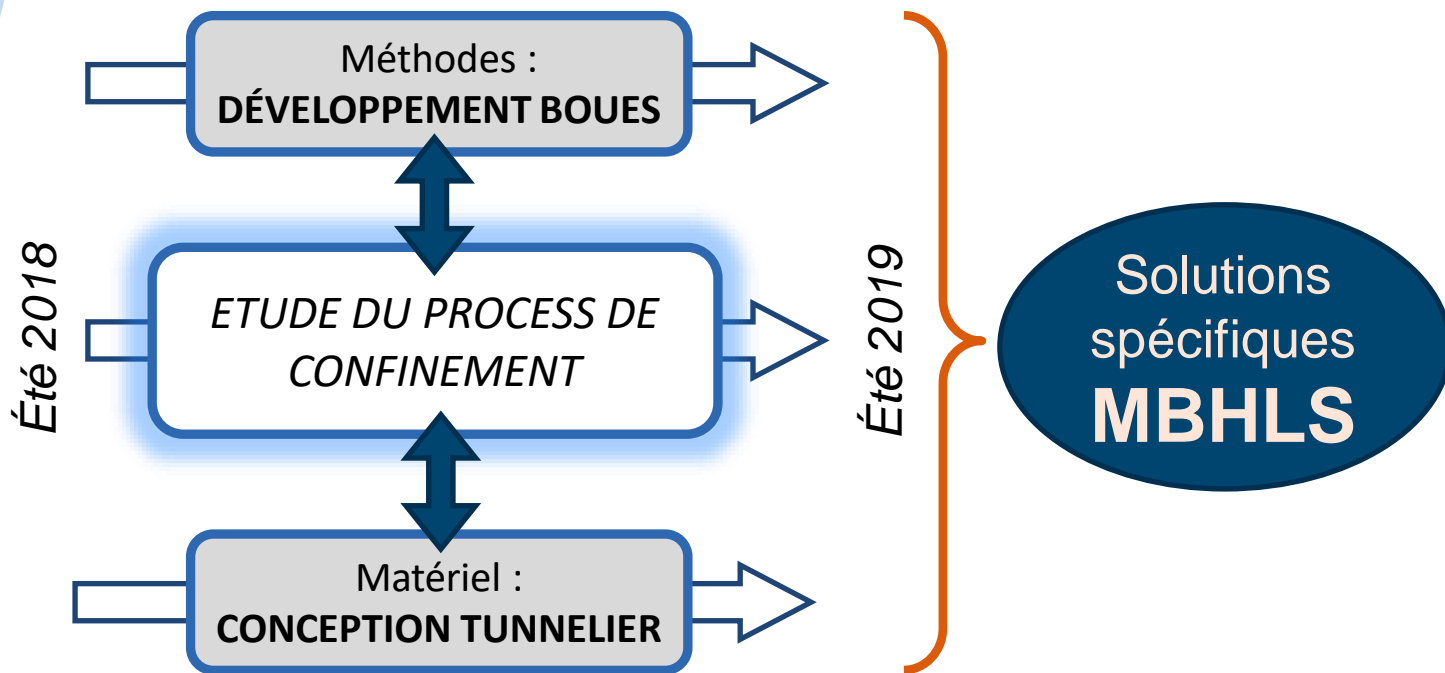 Méthodes :
DÉVELOPPEMENT BOUES
Été 2018
ETUDE DU PROCESS DE
CONFINEMENT
Été 2019
Solutions
spécifiques
MBHLS
Matériel :
CONCEPTION TUNNELIER